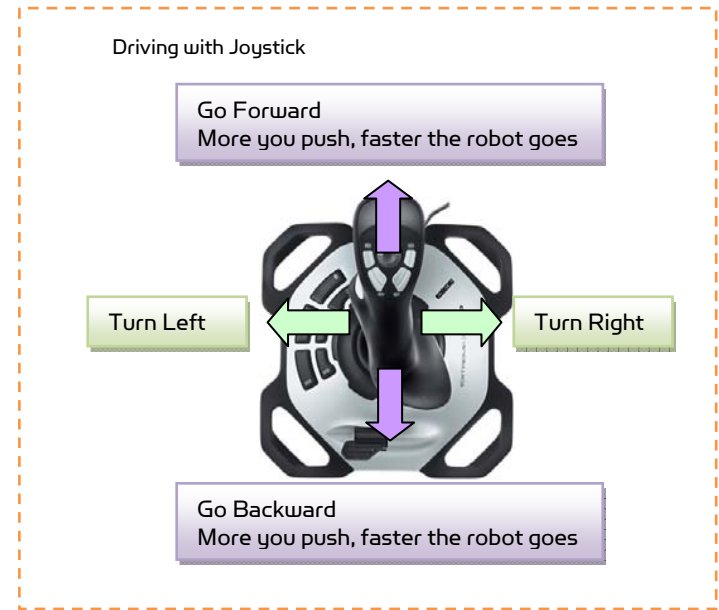 Driving with Joystick
Go Forward
More you push, faster the robot goes
Turn Left
Turn Right
Go Backward
More you push, faster the robot goes